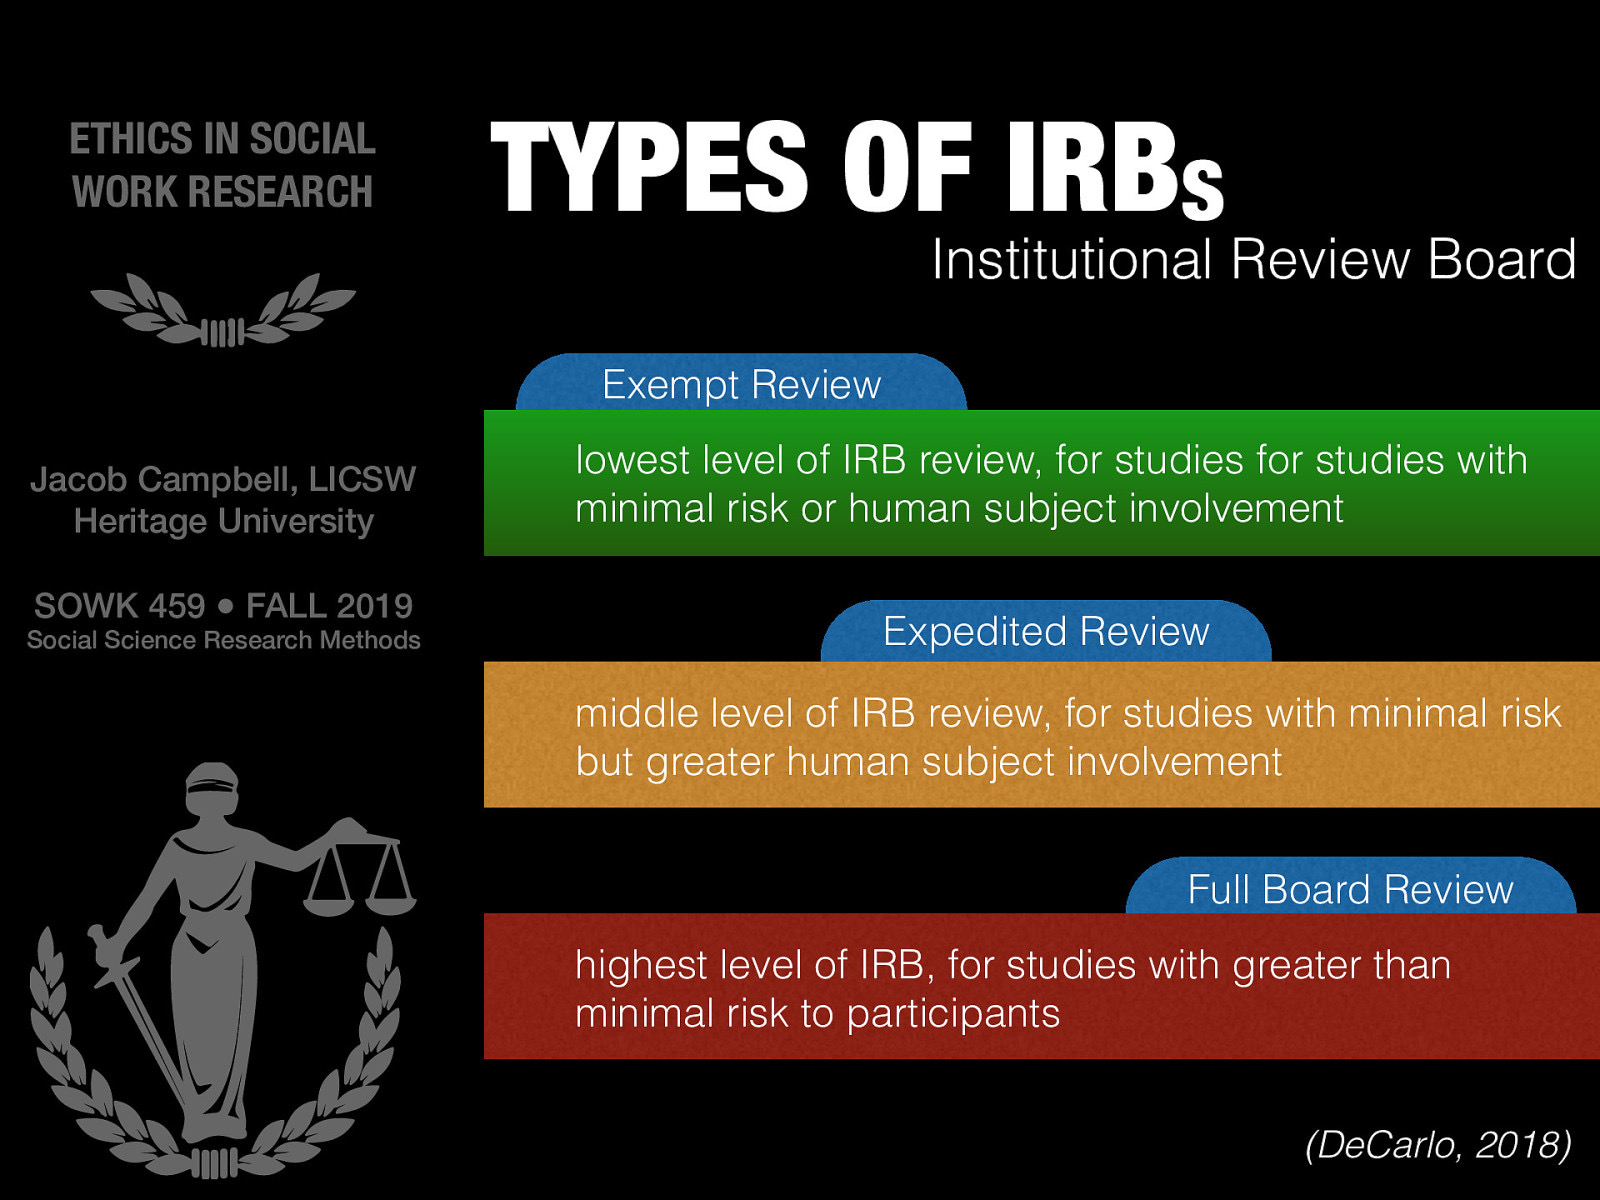 ETHICS IN SOCIAL
WORK RESEARCH
Jacob Campbell, LICSW
Heritage University
SOWK 459 • FALL 2019
Social Science Research Methods
TYPES OF IRBs
Institutional Review Board
Exempt Review
lowest level of IRB review, for studies for studies with
minimal risk or human subject involvement
Expedited Review
middle level of IRB review, for studies with minimal risk
but greater human subject involvement
Full Board Review
highest level of IRB, for studies with greater than
minimal risk to participants
(DeCarlo, 2018)